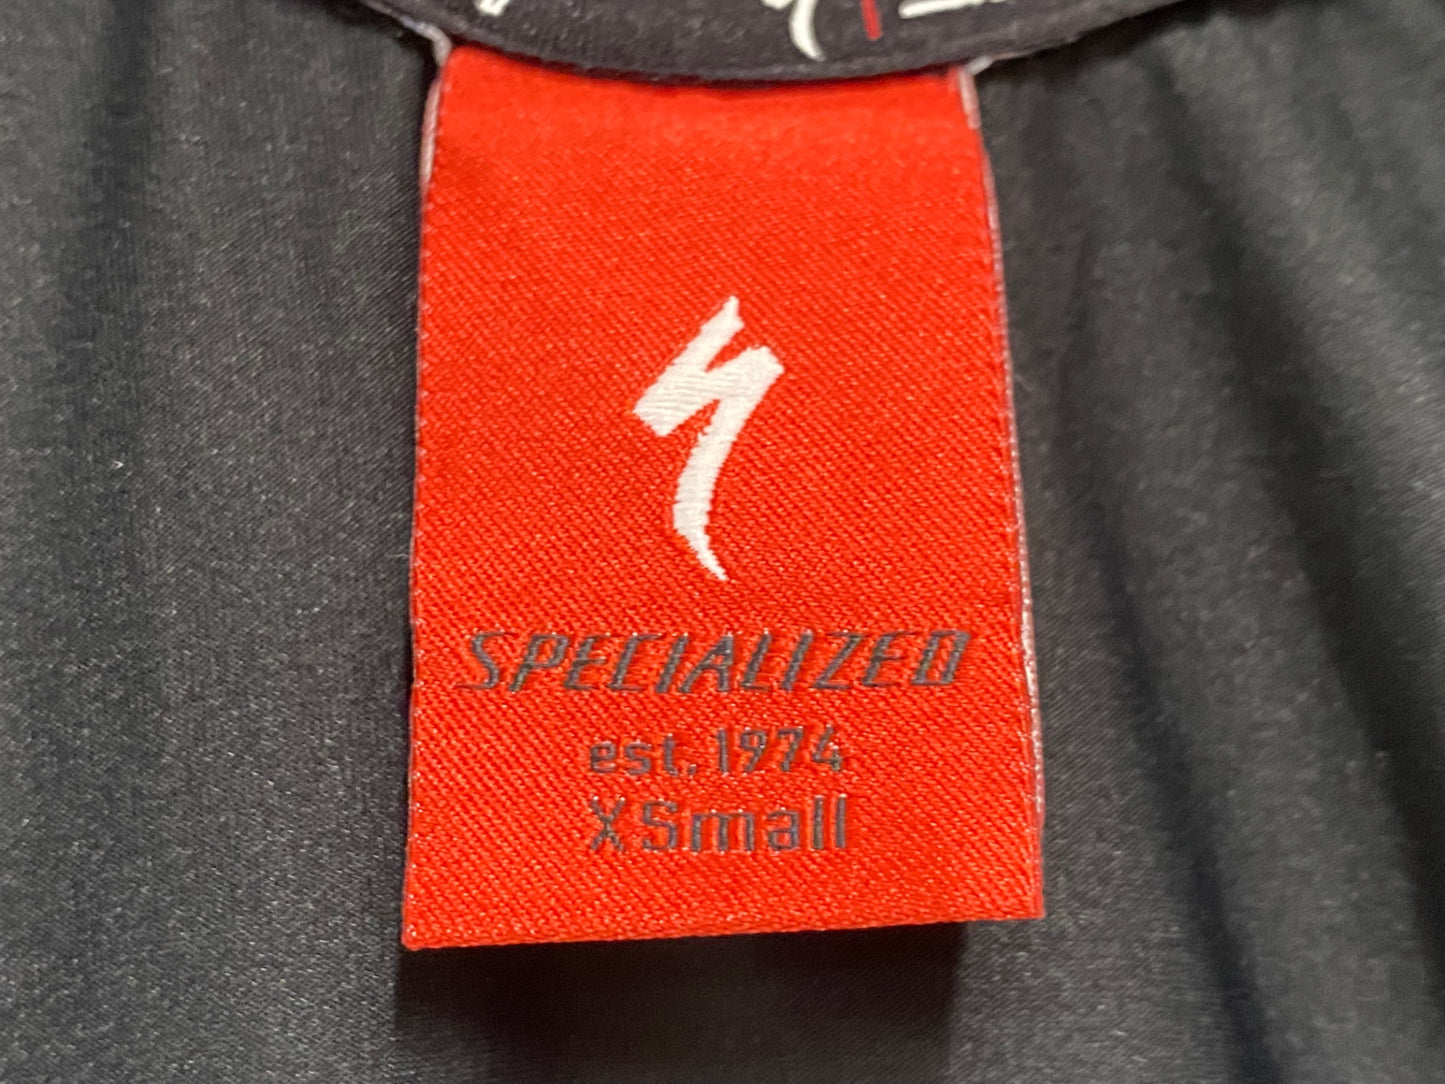 SPECIALIZED
est. 1974
XSmall